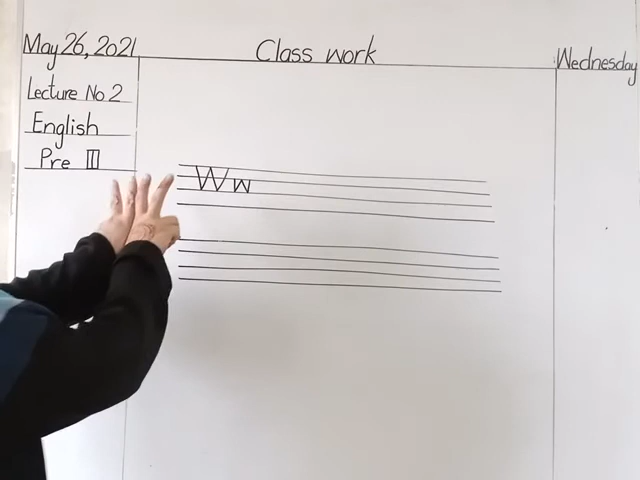 May 26, 2021 Class work Wednesday
Lecture No 2
English
Pre III
Ww